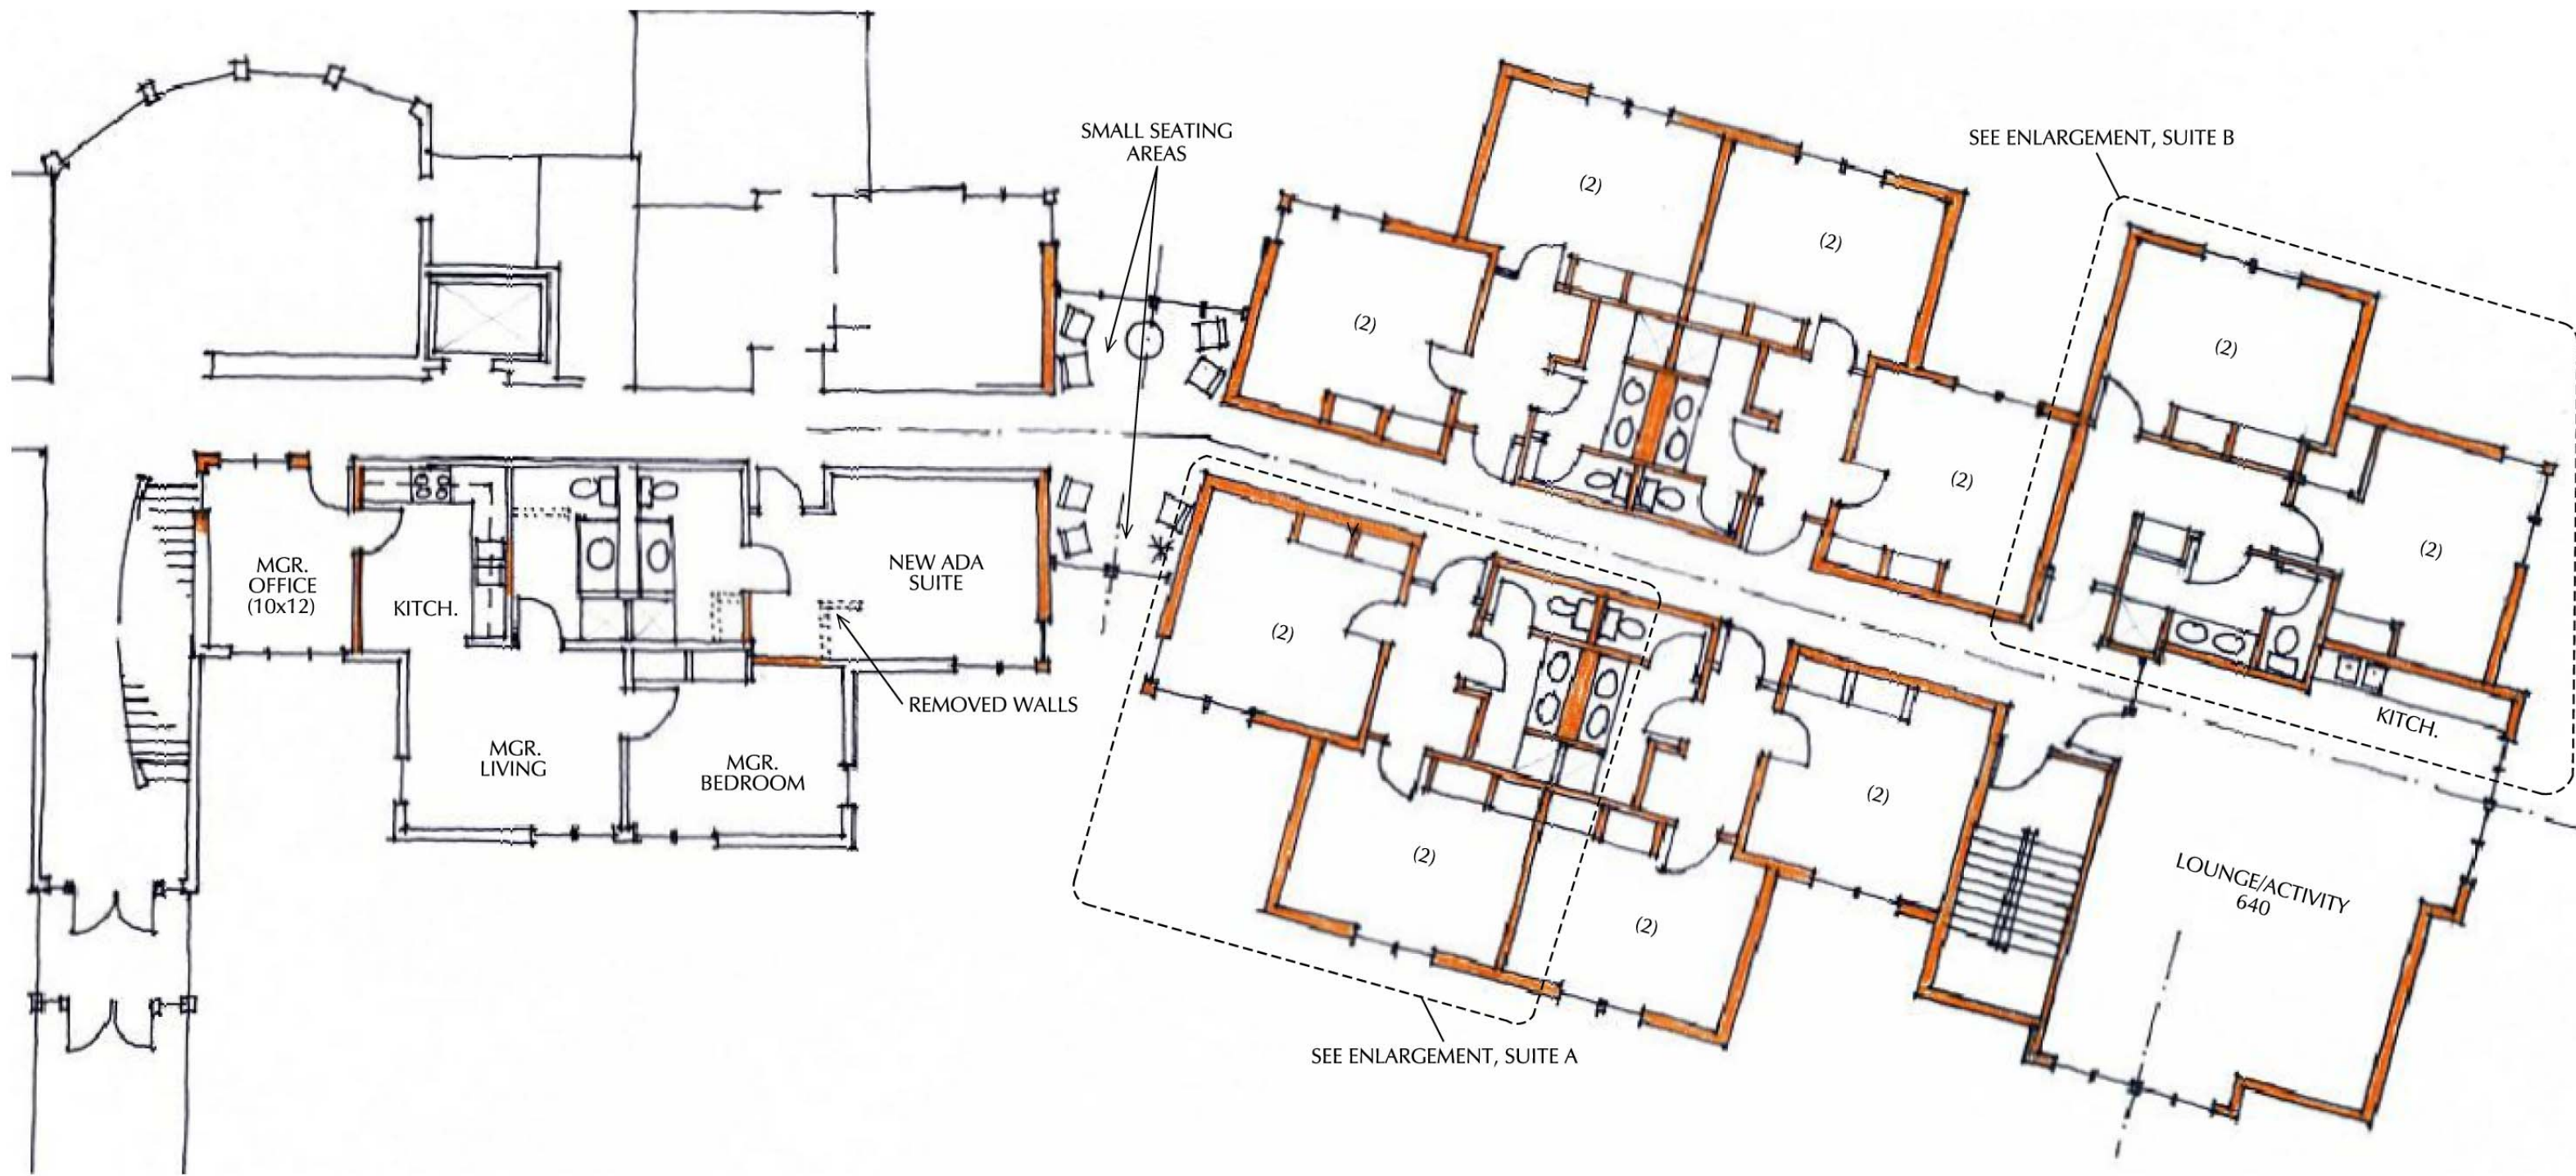 SMALL SEATING
AREAS
SEE ENLARGEMENT, SUITE B
(2)
(2)
(2)
(2)
(2)
(2)
MGR.
OFFICE
(10x12)
KITCH.
NEW ADA
SUITE
REMOVED WALLS
MGR.
LIVING
MGR.
BEDROOM
(2)
(2)
(2)
(2)
KITCH.
LOUNGE/ACTIVITY
640
SEE ENLARGEMENT, SUITE A